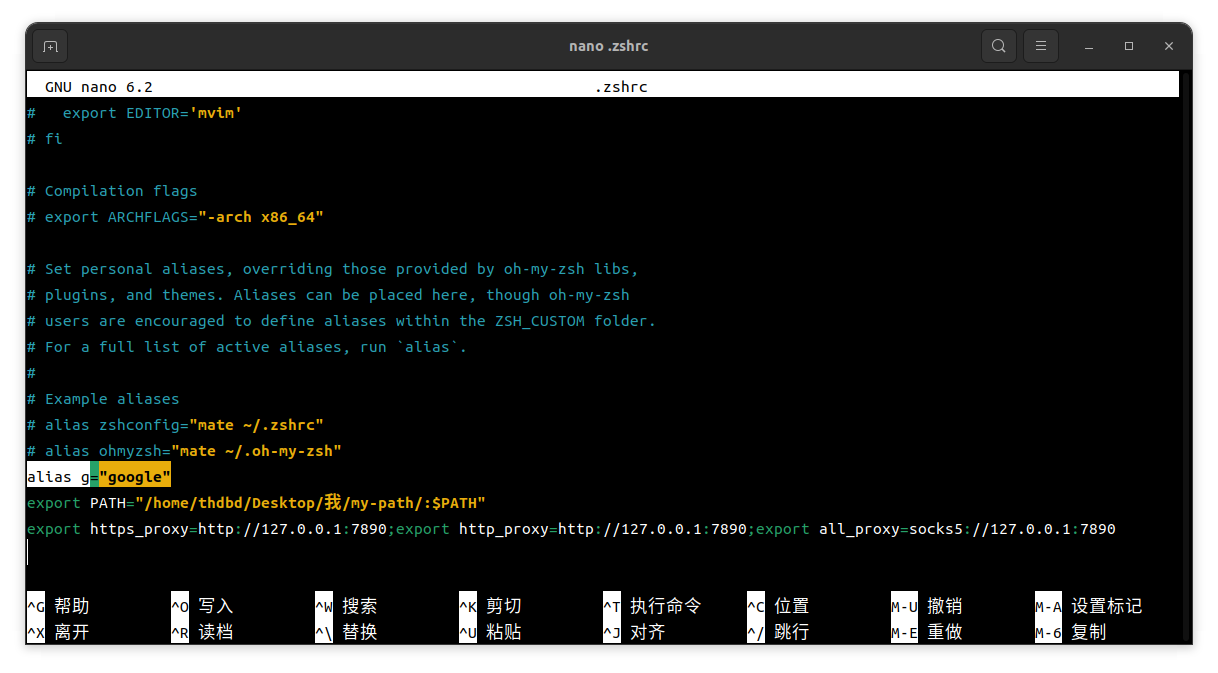 nano .zshrc
GNU nano 6.2 .zshrc
#   export EDITOR='mvim'
# fi
# Compilation flags
# export ARCHFLAGS="-arch x86_64"
# Set personal aliases, overriding those provided by oh-my-zsh libs,
# plugins, and themes. Aliases can be placed here, though oh-my-zsh
# users are encouraged to define aliases within the ZSH_CUSTOM folder.
# For a full list of active aliases, run `alias`.
#
# Example aliases
# alias zshconfig="mate ~/.zshrc"
# alias ohmyzsh="mate ~/.oh-my-zsh"
alias g="google"
export PATH="/home/thdbd/Desktop/我/my-path/:$PATH"
export https_proxy=http://127.0.0.1:7890;export http_proxy=http://127.0.0.1:7890;export all_proxy=socks5://127.0.0.1:7890
^G 帮助 ^O 写入 ^W 搜索 ^K 剪切 ^T 执行命令 ^C 位置 M-U 撤销 M-A 设置标记
^X 离开 ^R 读档 ^\ 替换 ^U 粘贴 ^J 对齐 ^/ 跳行 M-E 重做 M-6 复制